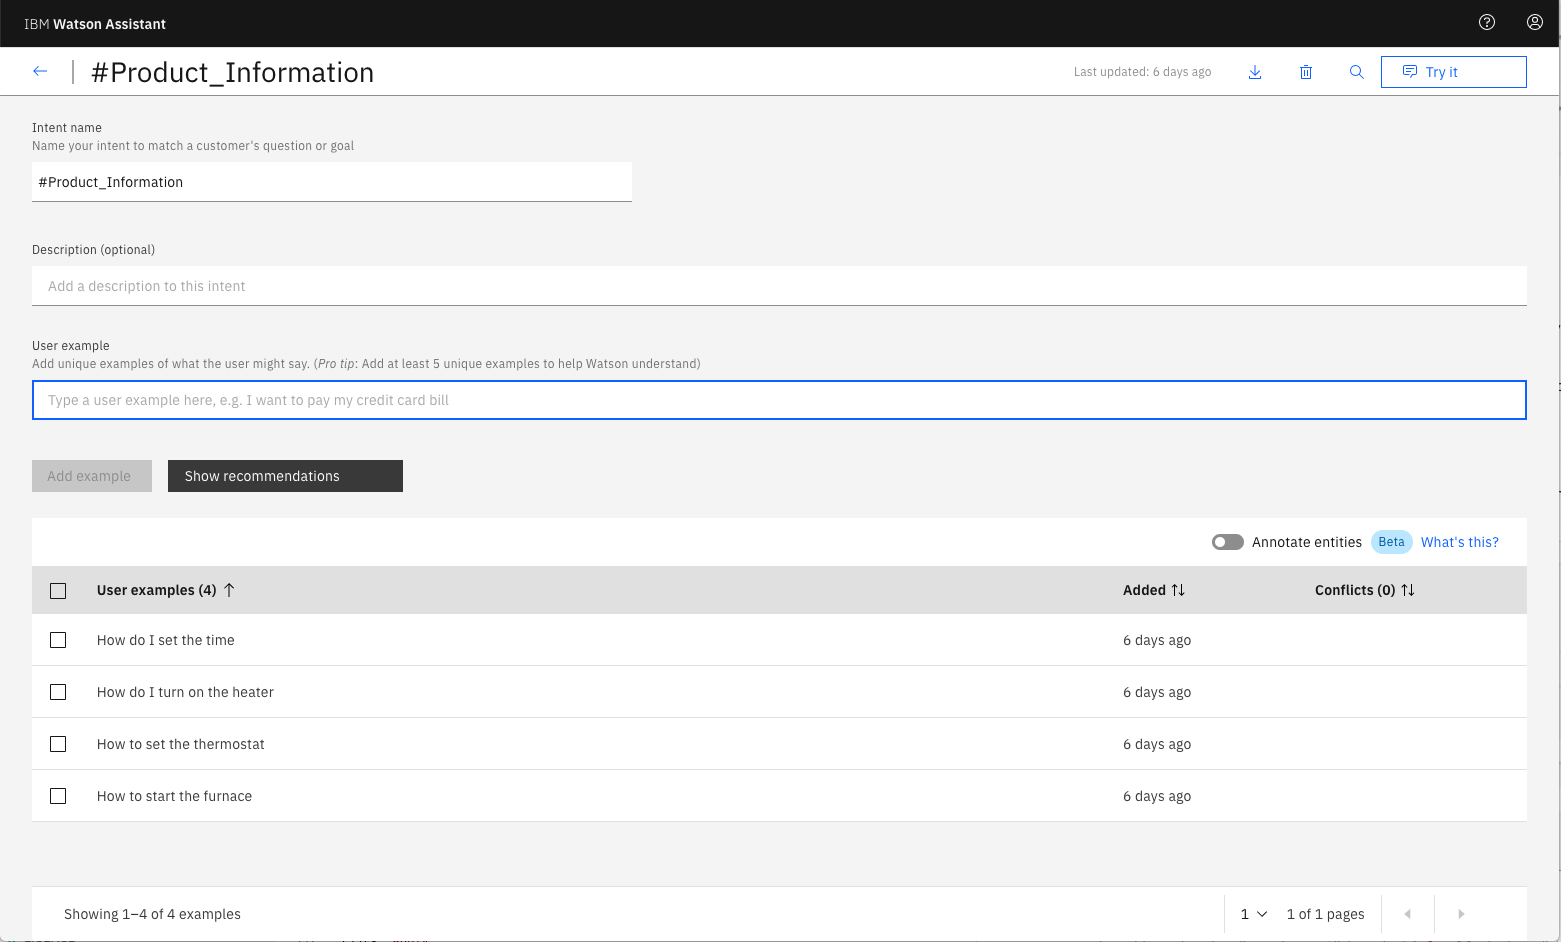 IBM Watson Assistant
#Product_Information
Last updated: 6 days ago
Try it
Intent name
Name your intent to match a customer's question or goal
#Product_Information
Description (optional)
Add a description to this intent
User example
Add unique examples of what the user might say. (Pro tip: Add at least 5 unique examples to help Watson understand)
Type a user example here, e.g. I want to pay my credit card bill
Add example Show recommendations
Annotate entities Beta What's this?
User examples (4) Added Conflicts (0)
How do I set the time 6 days ago
How do I turn on the heater 6 days ago
How to set the thermostat 6 days ago
How to start the furnace 6 days ago
Showing 1–4 of 4 examples 1 1 of 1 pages